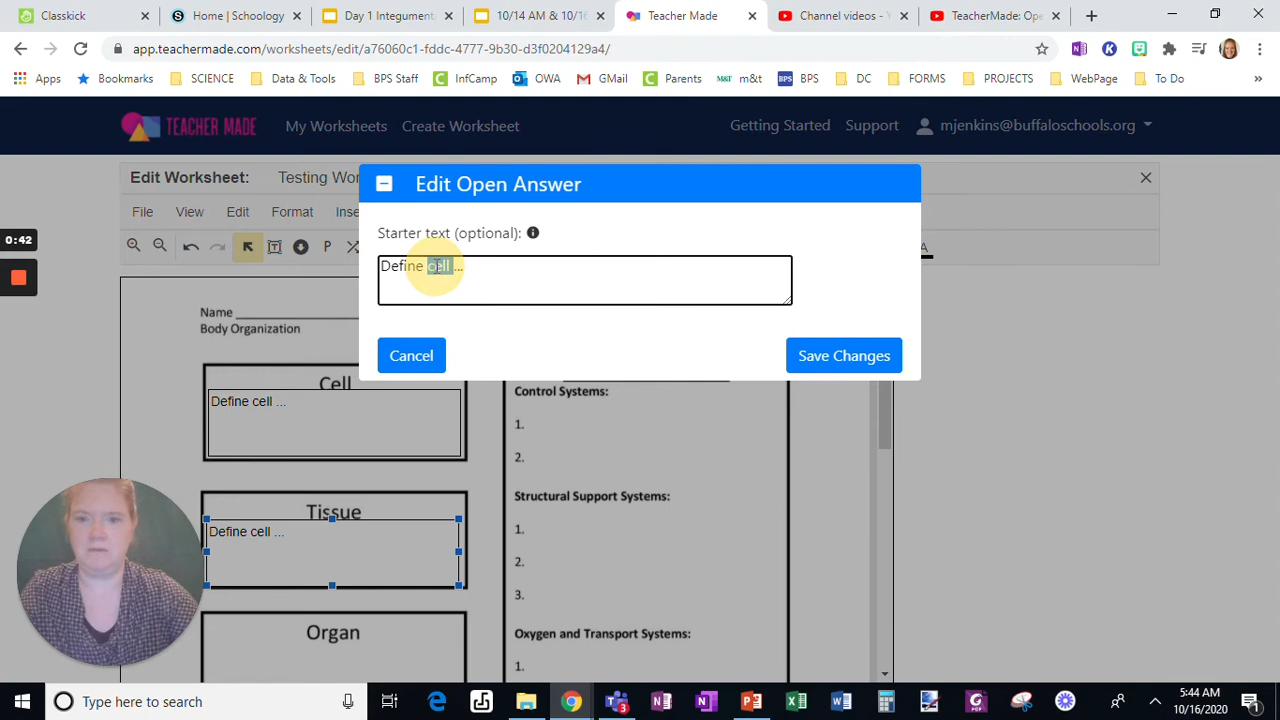 Classkick
Home | Schoology
Day 1 Integument
10/14 AM & 10/16
Teacher Made
Channel videos - Y
TeacherMade: Ope
app.teachermade.com/worksheets/edit/a76060c1-fddc-4777-9b30-d3f0204129a4/
Apps
Bookmarks
SCIENCE
Data & Tools
BPS Staff
InfCamp
OWA
GMail
Parents
m&t
BPS
DC
FORMS
PROJECTS
WebPage
To Do
TEACHER MADE
My Worksheets
Create Worksheet
Getting Started
Support
mjenkins@buffaloschools.org
Edit Worksheet:
Testing Wor
File
View
Edit
Format
Inse
0:42
Edit Open Answer
Starter text (optional):
Define cell ...
Cancel
Save Changes
Name
Body Organization
Cell
Define cell ...
Tissue
Define cell ...
Organ
Control Systems:
1.
2.
Structural Support Systems:
1.
2.
3.
Oxygen and Transport Systems:
1.
Type here to search
5:44 AM
10/16/2020